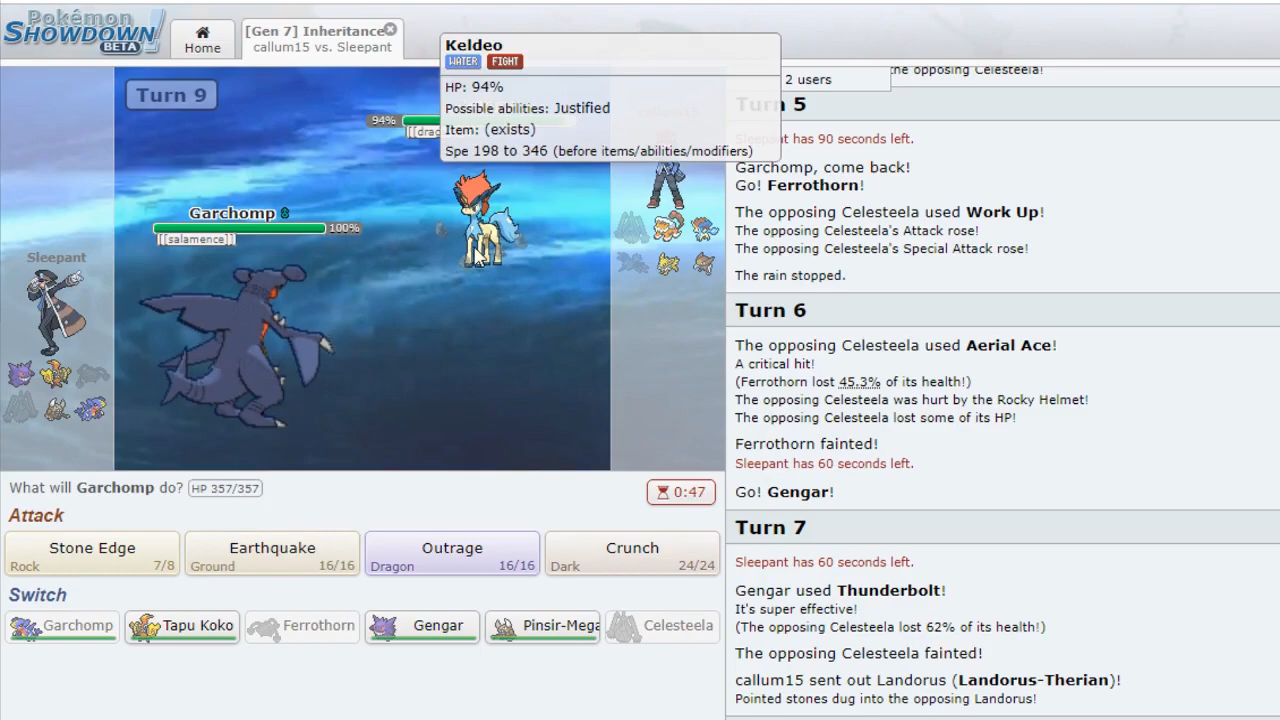 Pokémon
SHOWDOWN!
BETA
Home
[Gen 7] Inheritance
callum15 vs. Sleepant
Keldeo
WATER FIGHT
HP: 94%
Possible abilities: Justified
Item: (exists)
Spe 198 to 346 (before items/abilities/modifiers)
2 users
the opposing Celesteela!
Turn 9
94%
Garchomp
100%
[[salamence]]
Sleepant
Turn 5
Sleepant has 90 seconds left.
Garchomp, come back!
Go! Ferrothorn!
The opposing Celesteela used Work Up!
The opposing Celesteela's Attack rose!
The opposing Celesteela's Special Attack rose!
The rain stopped.
Turn 6
The opposing Celesteela used Aerial Ace!
A critical hit!
(Ferrothorn lost 45.3% of its health!)
The opposing Celesteela was hurt by the Rocky Helmet!
The opposing Celesteela lost some of its HP!
Ferrothorn fainted!
Sleepant has 60 seconds left.
Go! Gengar!
Turn 7
Sleepant has 60 seconds left.
Gengar used Thunderbolt!
It's super effective!
(The opposing Celesteela lost 62% of its health!)
The opposing Celesteela fainted!
callum15 sent out Landorus (Landorus-Therian)!
Pointed stones dug into the opposing Landorus!
What will Garchomp do? HP 357/357
0:47
Attack
Stone Edge
Rock 7/8
Earthquake
Ground 16/16
Outrage
Dragon 16/16
Crunch
Dark 24/24
Switch
Garchomp
Tapu Koko
Ferrothorn
Gengar
Pinsir-Mega
Celesteela